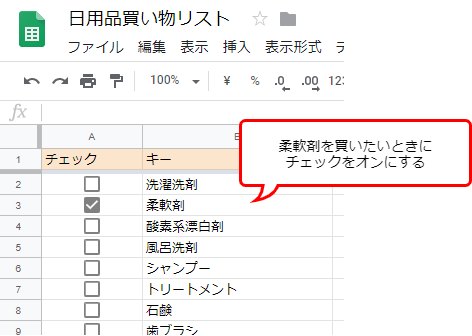 日用品買い物リスト
ファイル 編集 表示 挿入 表示形式
100% ¥ % .0 .00 123
fx
A
1 チェック キー
柔軟剤を買いたいときに
チェックをオンにする
2 洗濯洗剤
3 柔軟剤
4 酸素系漂白剤
5 風呂洗剤
6 シャンプー
7 トリートメント
8 石鹸
9 歯ブラシ